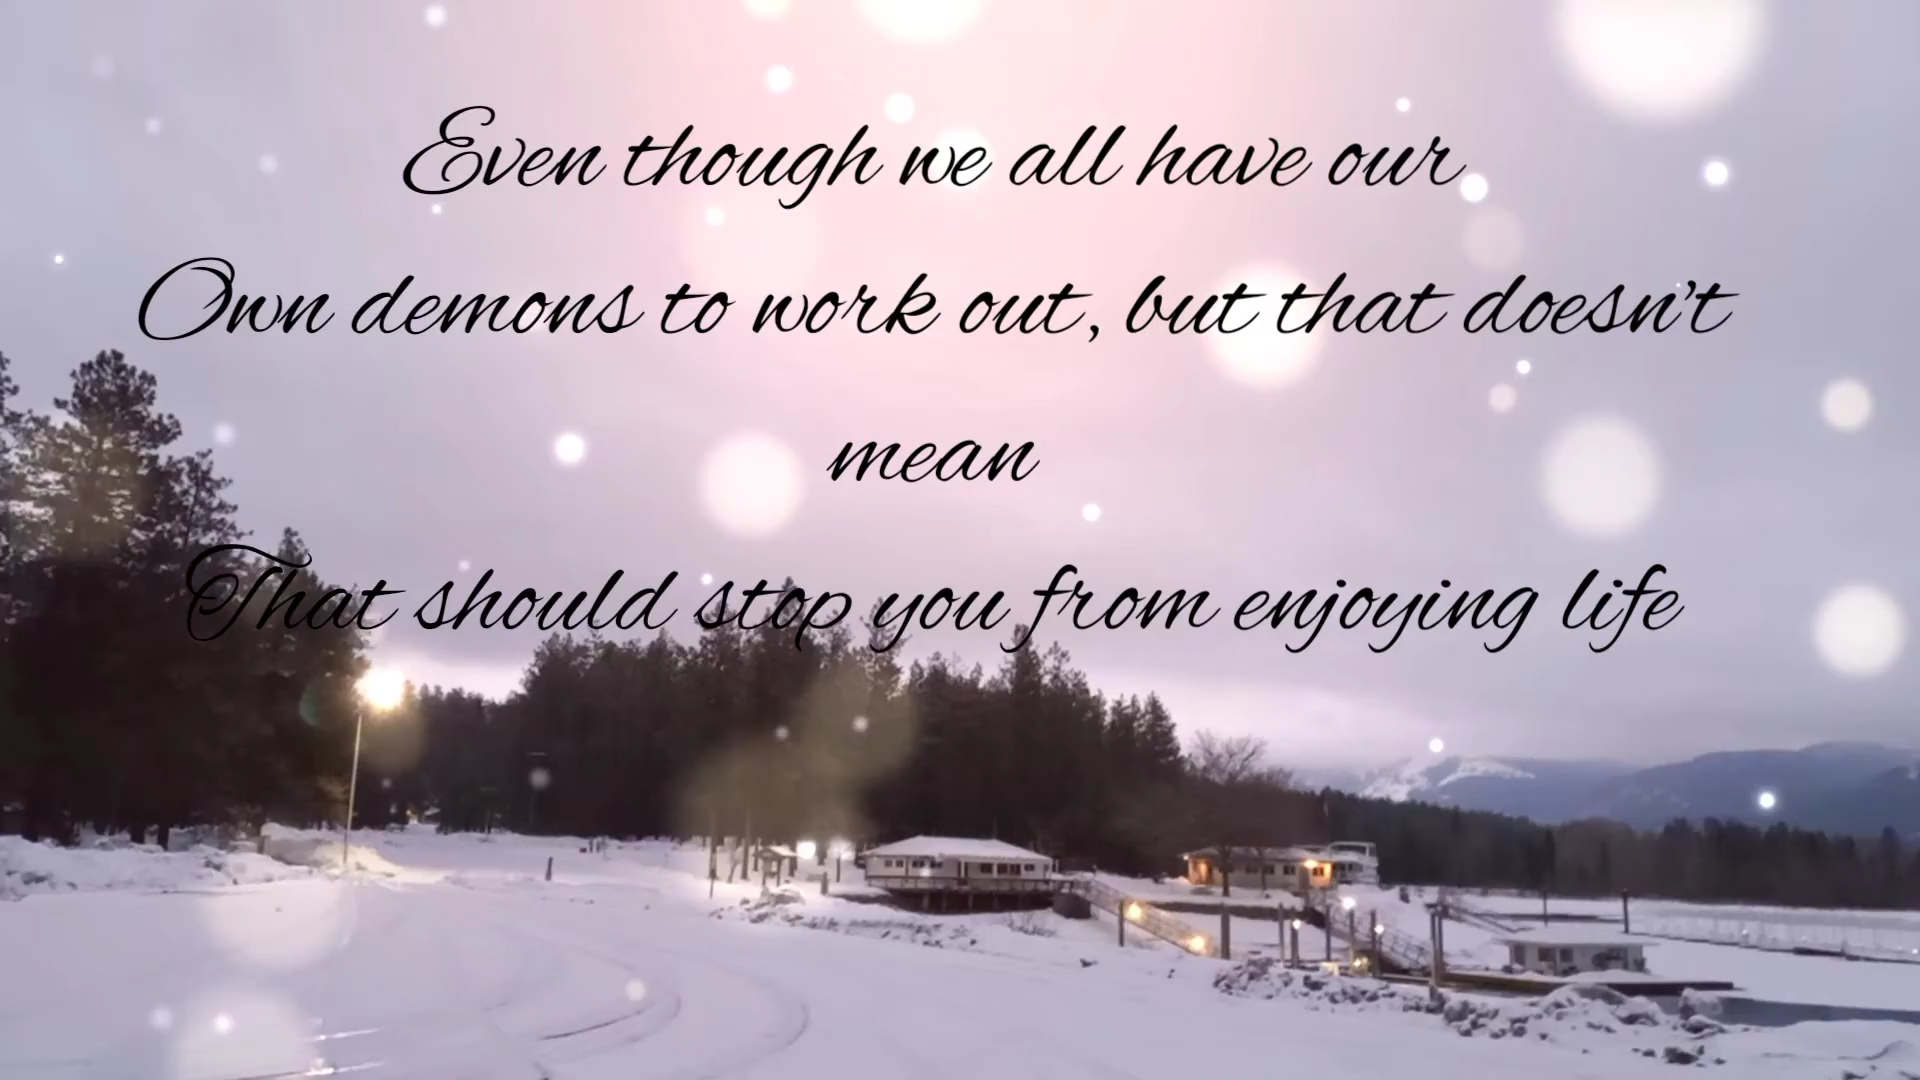 Even though we all have our
Own demons to work out, but that doesn't
mean
That should stop you from enjoying life